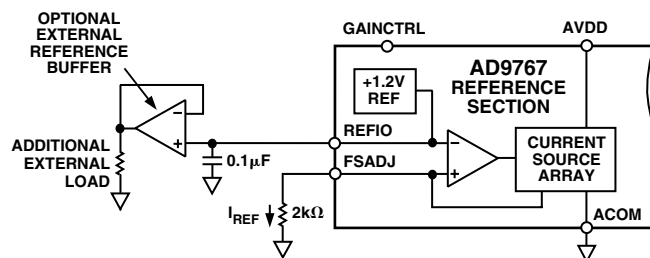 OPTIONAL
EXTERNAL
REFERENCE
BUFFER
GAINCTRL
AVDD
+1.2V
REF
AD9767
REFERENCE
SECTION
–
+
REFIO
–
+
CURRENT
SOURCE
ARRAY
ADDITIONAL
EXTERNAL
LOAD
0.1µF
FSADJ
IREF
2kΩ
ACOM